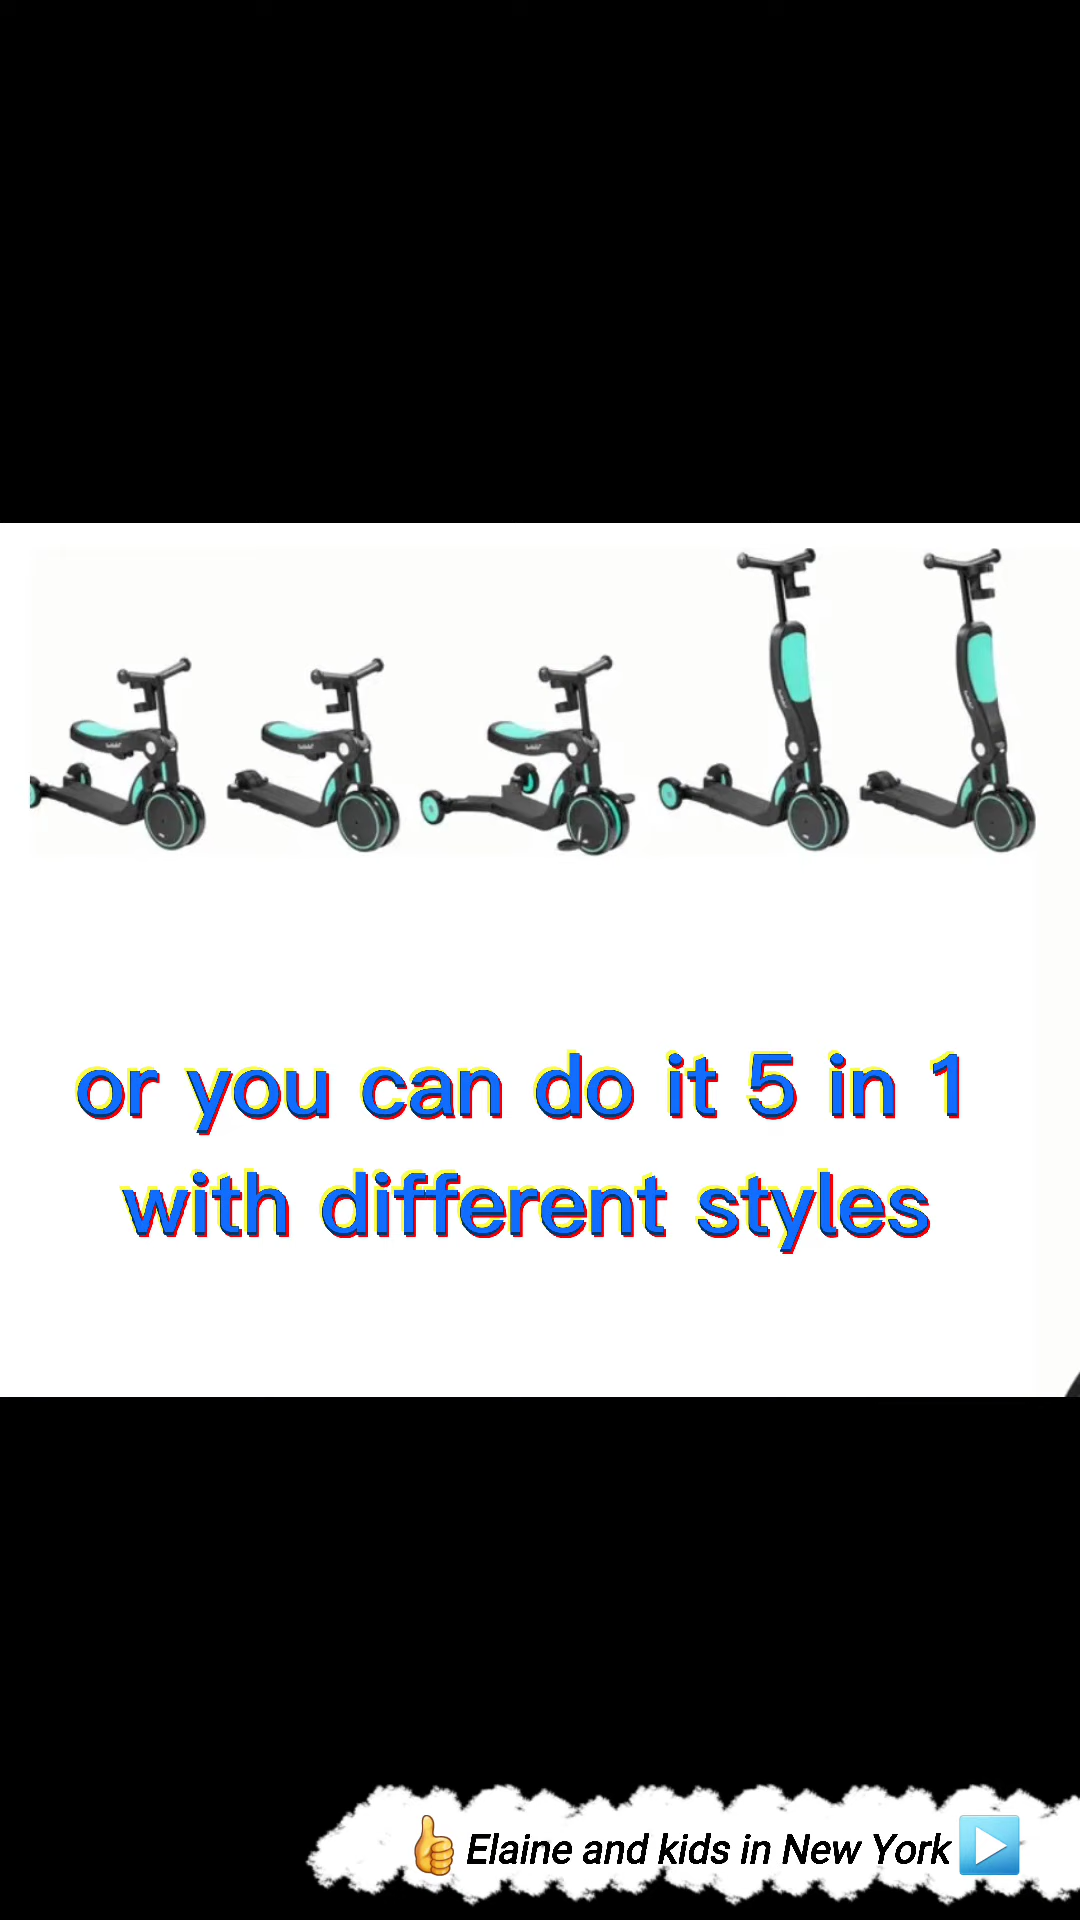 or you can do it 5 in 1
with different styles
👍 Elaine and kids in New York ▶️